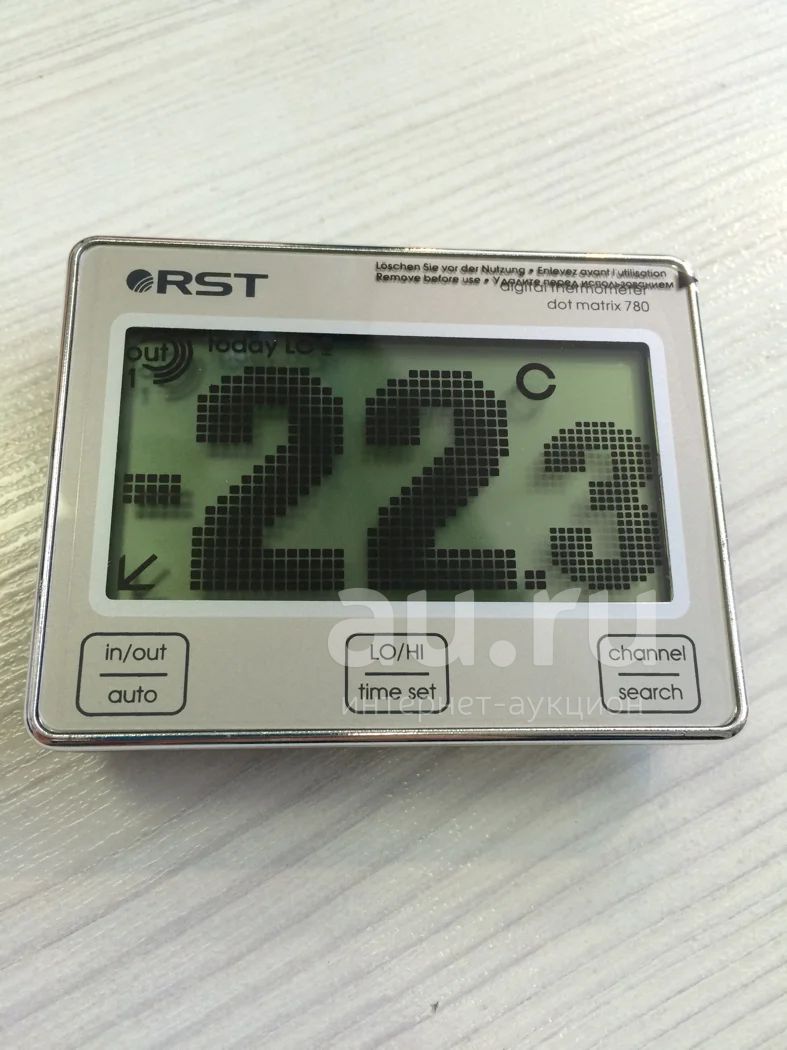 RST
Löschen Sie vor der Nutzung • Enlevez avant l utilisation
Remove before use • Удалите перед использованием
digital thermometer
dot matrix 780
out
1
today LO
-22.3
C
in/out
auto
LO/HI
time set
channel
search
au.ru
интернет-аукцион